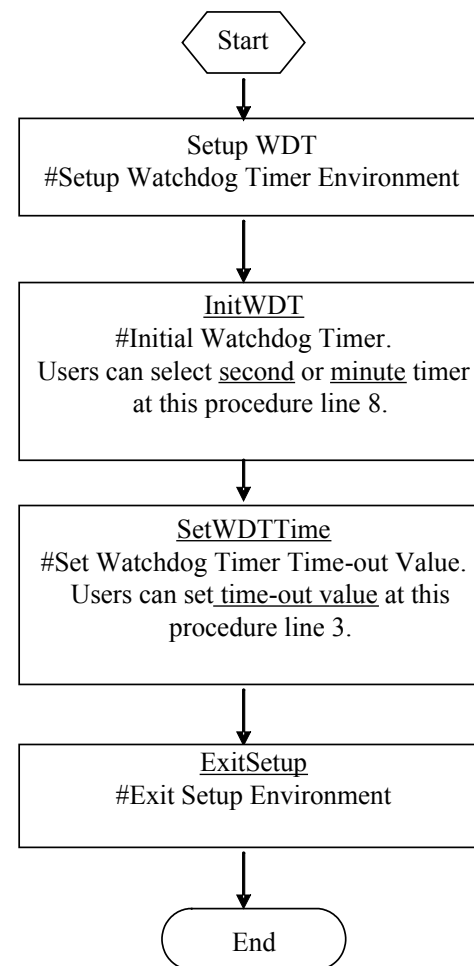 Start
Setup WDT
#Setup Watchdog Timer Environment
InitWDT
#Initial Watchdog Timer.
Users can select second or minute timer
at this procedure line 8.
SetWDTTime
#Set Watchdog Timer Time-out Value.
Users can set time-out value at this
procedure line 3.
ExitSetup
#Exit Setup Environment
End